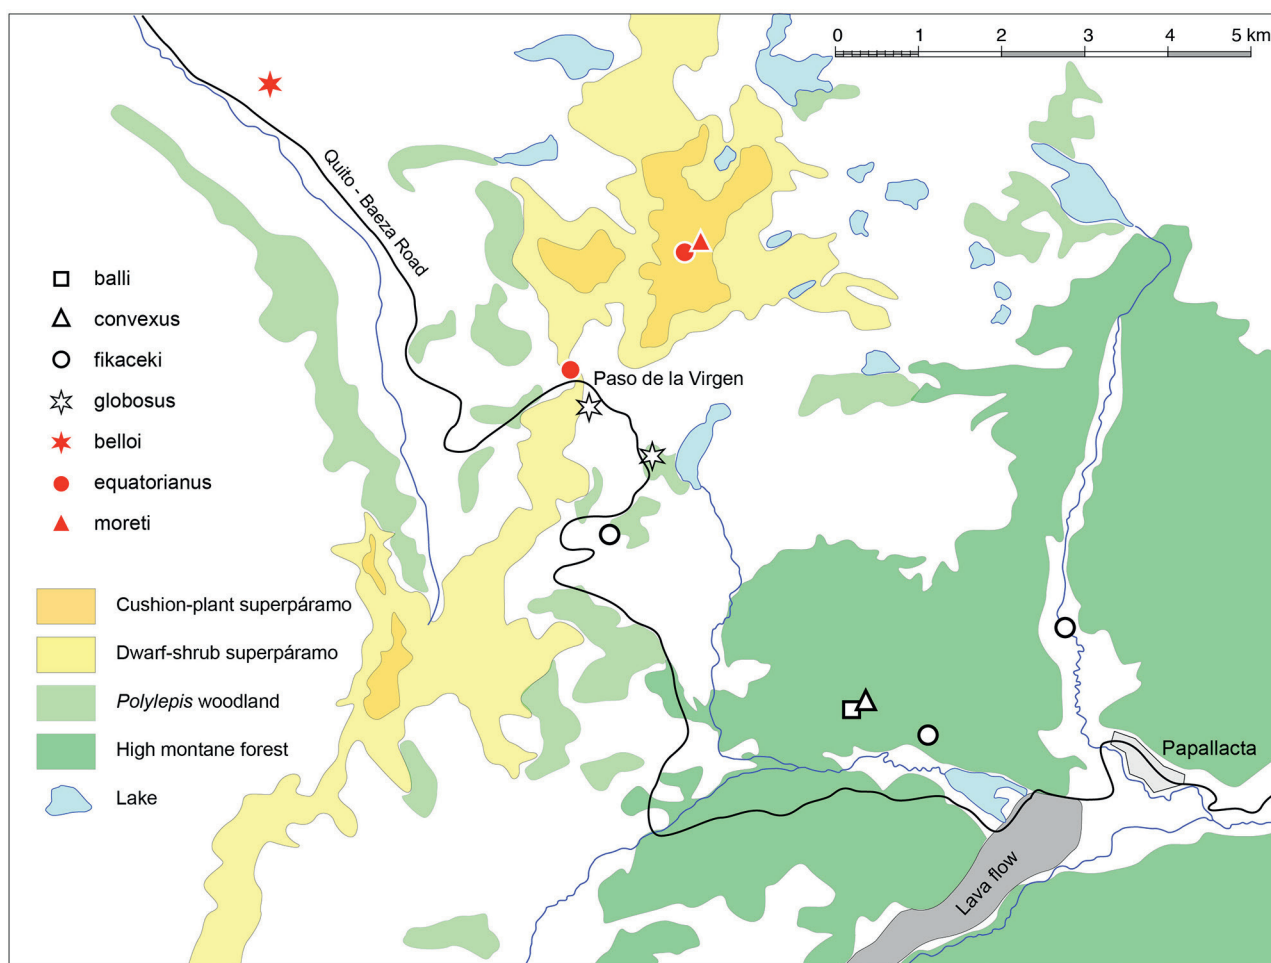 0 1 2 3 4 5 km
Quito - Baeza Road
balli
convexus
fikaceki
globosus
belloi
equatorianus
moreti
Paso de la Virgen
Cushion-plant superpáramo
Dwarf-shrub superpáramo
Polylepis woodland
High montane forest
Lake
Papallacta
Lava flow